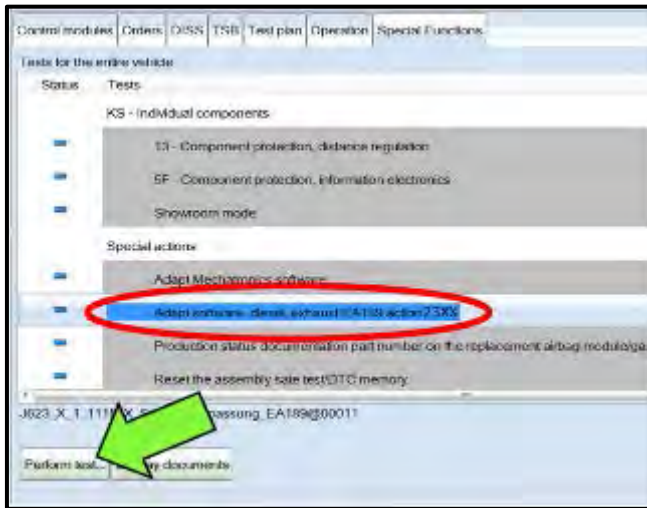 Control modules Orders DISS TSB Test plan Operation Special Functions
Tests for the entire vehicle
Status Tests
KS - Individual components
13 - Component protection, distance regulation
5F - Component protection, information electronics
Showroom mode
Special actions
Adapt Mechatronics software
Adapt software, diesel exhaust EA189 action 23XX
Production status documentation part number on the replacement airbag module/ga
Reset the assembly sale test/DTC memory.
J623_X_1_111 passung_EA189@00011
Perform test... documents